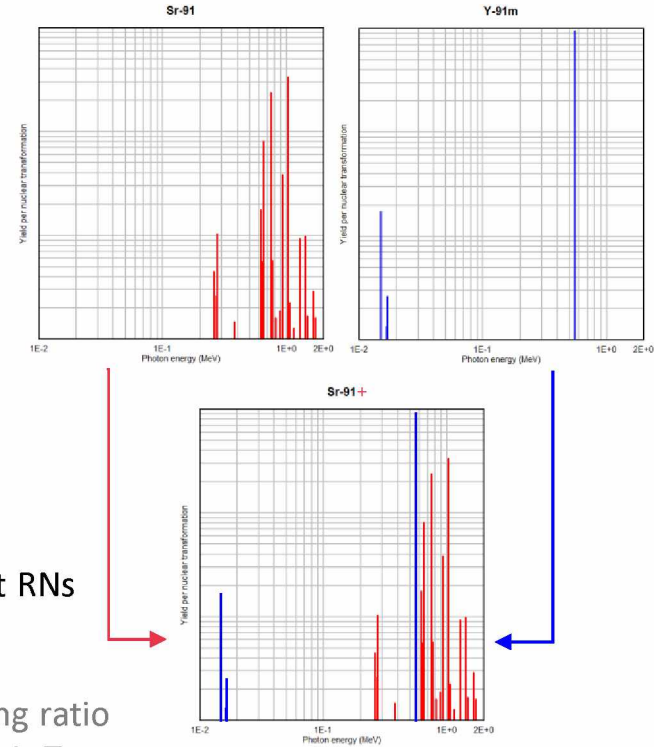 Sr-91
Y-91m
Yield per nuclear transformation
Yield per nuclear transformation
1E-2 1E-1 1E+0 2E+0
Photon energy (MeV)
1E-2 1E-1 1E+0 2E+0
Photon energy (MeV)
Sr-91+
Yield per nuclear transformation
t RNs
ng ratio
1E-2 1E-1 1E+0 2E+0
Photon energy (MeV)